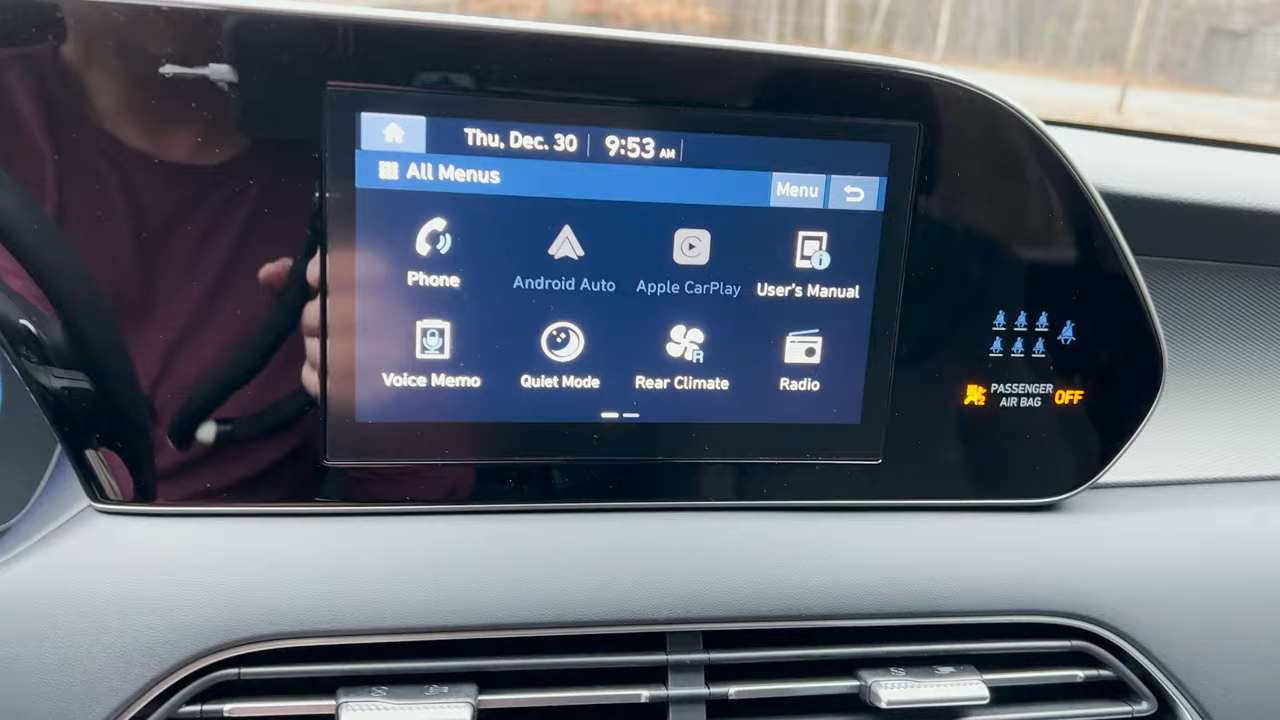 Thu, Dec. 30 9:53 AM
All Menus
Menu
Phone
Android Auto
Apple CarPlay
User's Manual
Voice Memo
Quiet Mode
R
Rear Climate
Radio
PASSENGER
AIR BAG
OFF